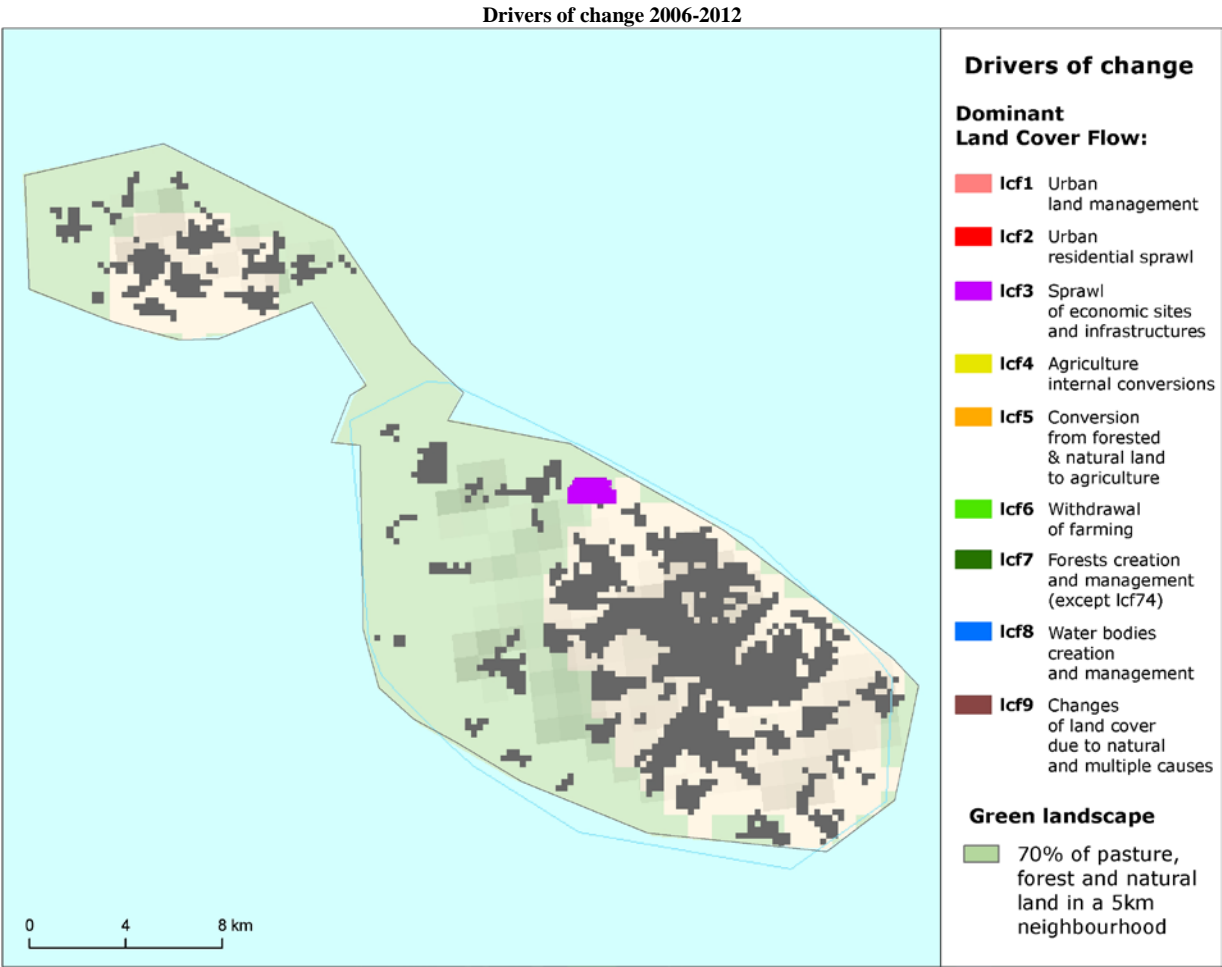 Drivers of change 2006-2012
Drivers of change
Dominant
Land Cover Flow:
lcf1 Urban
land management
lcf2 Urban
residential sprawl
lcf3 Sprawl
of economic sites
and infrastructures
lcf4 Agriculture
internal conversions
lcf5 Conversion
from forested
& natural land
to agriculture
lcf6 Withdrawal
of farming
lcf7 Forests creation
and management
(except lcf74)
lcf8 Water bodies
creation
and management
lcf9 Changes
of land cover
due to natural
and multiple causes
Green landscape
70% of pasture,
forest and natural
land in a 5km
neighbourhood
0 4 8 km